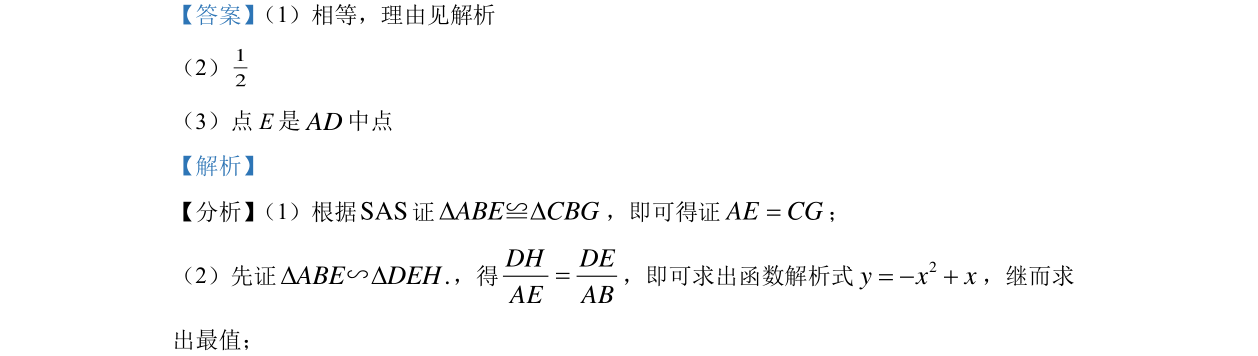 【答案】（1）相等，理由见解析
（2）1/2
（3）点 E 是 AD 中点
【解析】
【分析】（1）根据 SAS 证 ΔABE≌ΔCBG，即可得证 AE = CG；
（2）先证 ΔABE∽ΔDEH.，得 DH/AE = DE/AB，即可求出函数解析式 y = −x² + x，继而求
出最值；